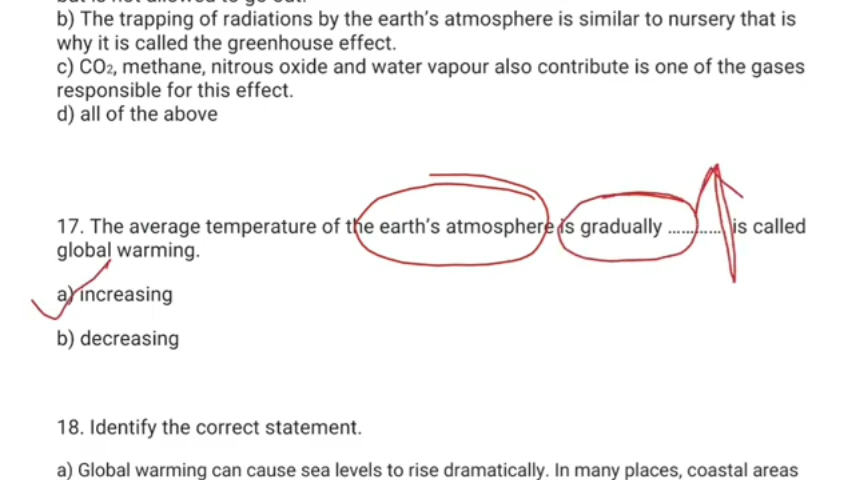 b) The trapping of radiations by the earth's atmosphere is similar to nursery that is
why it is called the greenhouse effect.
c) CO₂, methane, nitrous oxide and water vapour also contribute is one of the gases
responsible for this effect.
d) all of the above
17. The average temperature of the earth's atmosphere is gradually ............. is called
global warming.
a) increasing
b) decreasing
18. Identify the correct statement.
a) Global warming can cause sea levels to rise dramatically. In many places, coastal areas